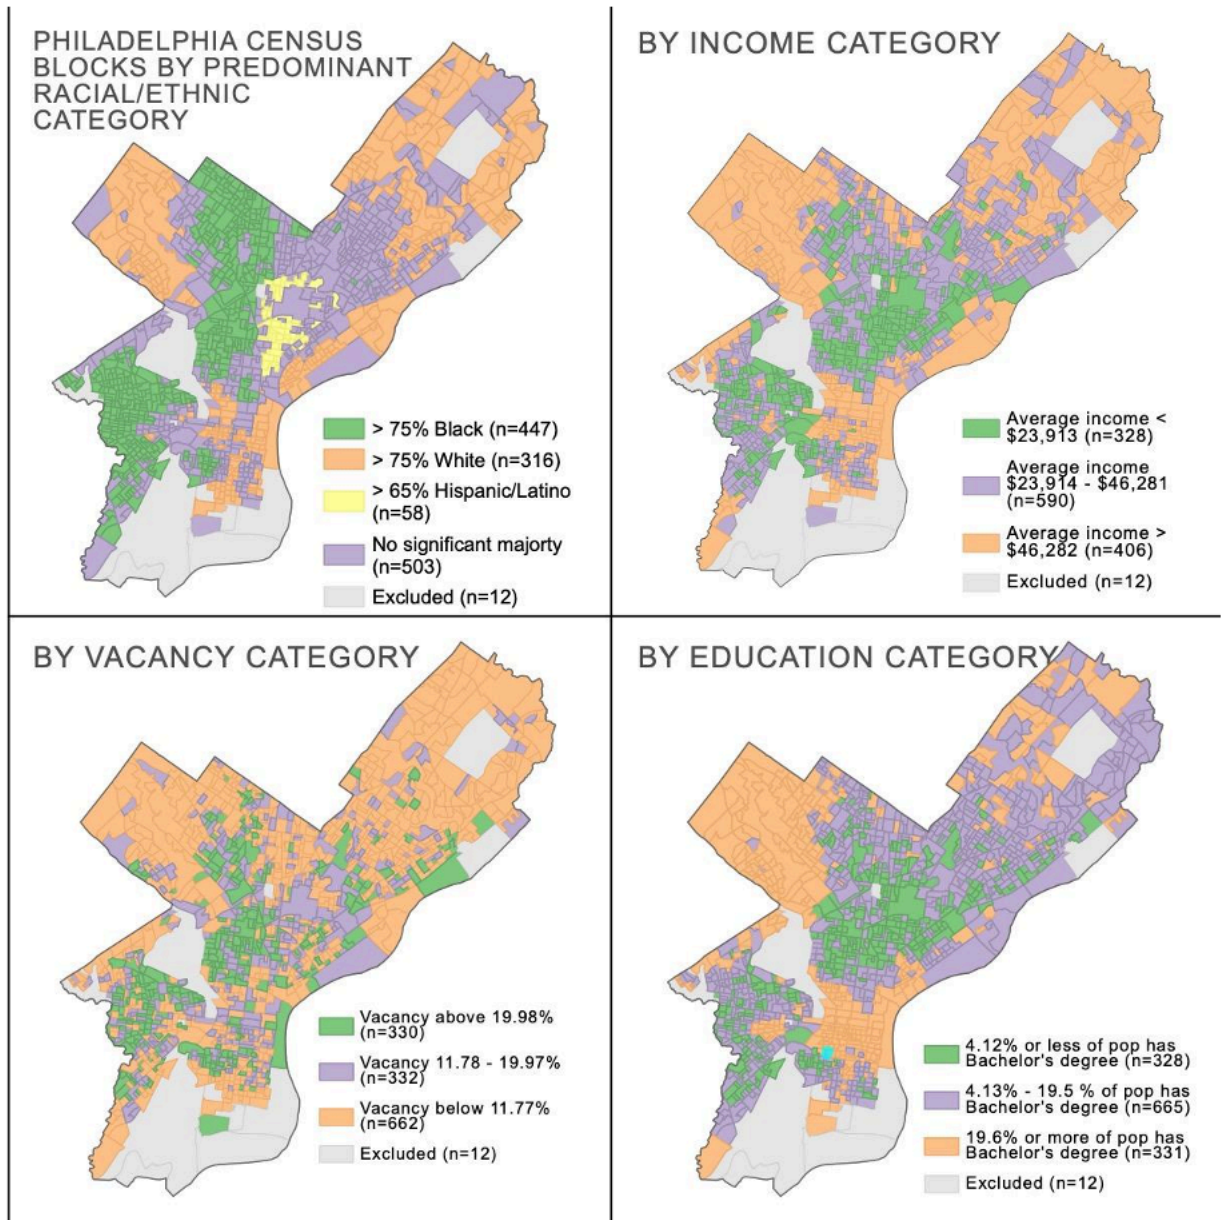 PHILADELPHIA CENSUS
BLOCKS BY PREDOMINANT
RACIAL/ETHNIC
CATEGORY
> 75% Black (n=447)
> 75% White (n=316)
> 65% Hispanic/Latino
(n=58)
No significant majorty
(n=503)
Excluded (n=12)
BY INCOME CATEGORY
Average income <
$23,913 (n=328)
Average income
$23,914 - $46,281
(n=590)
Average income >
$46,282 (n=406)
Excluded (n=12)
BY VACANCY CATEGORY
Vacancy above 19.98%
(n=330)
Vacancy 11.78 - 19.97%
(n=332)
Vacancy below 11.77%
(n=662)
Excluded (n=12)
BY EDUCATION CATEGORY
4.12% or less of pop has
Bachelor's degree (n=328)
4.13% - 19.5 % of pop has
Bachelor's degree (n=665)
19.6% or more of pop has
Bachelor's degree (n=331)
Excluded (n=12)